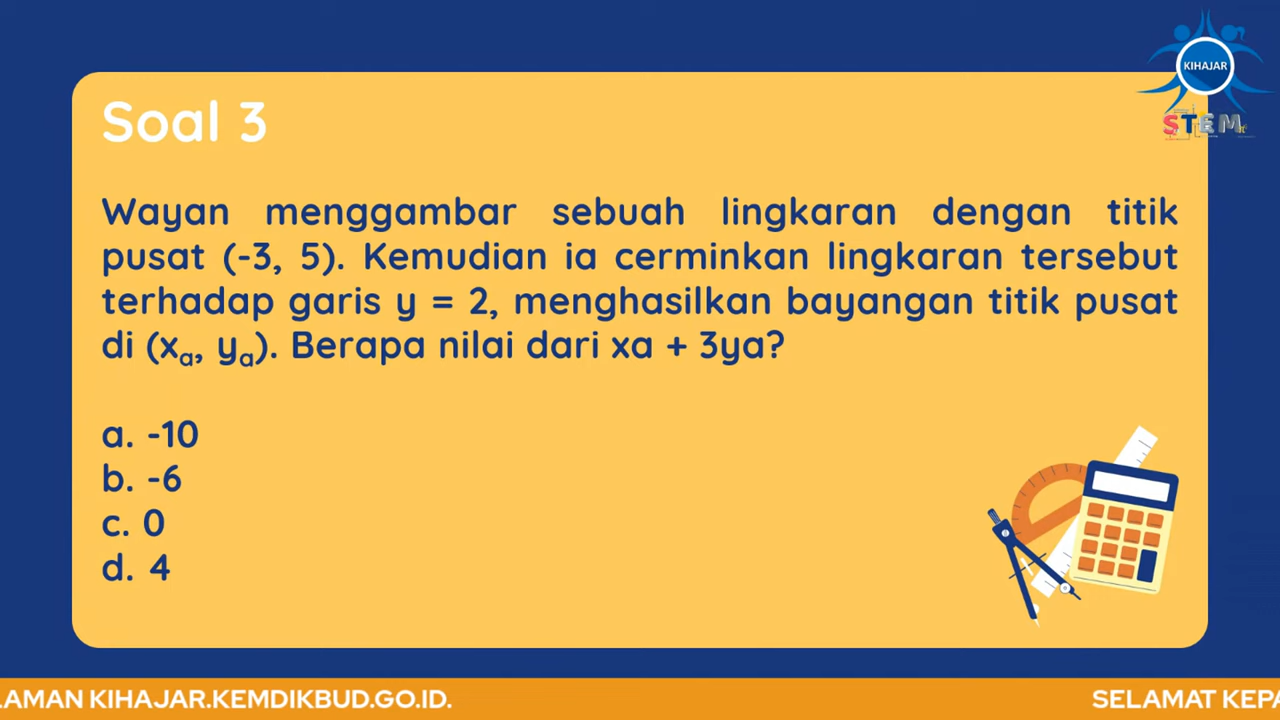 KIHAJAR
STEM
Soal 3
Wayan menggambar sebuah lingkaran dengan titik
pusat (-3, 5). Kemudian ia cerminkan lingkaran tersebut
terhadap garis y = 2, menghasilkan bayangan titik pusat
di (xₐ, yₐ). Berapa nilai dari xa + 3ya?
a. -10
b. -6
c. 0
d. 4
LAMAN KIHAJAR.KEMDIKBUD.GO.ID. SELAMAT KEPA